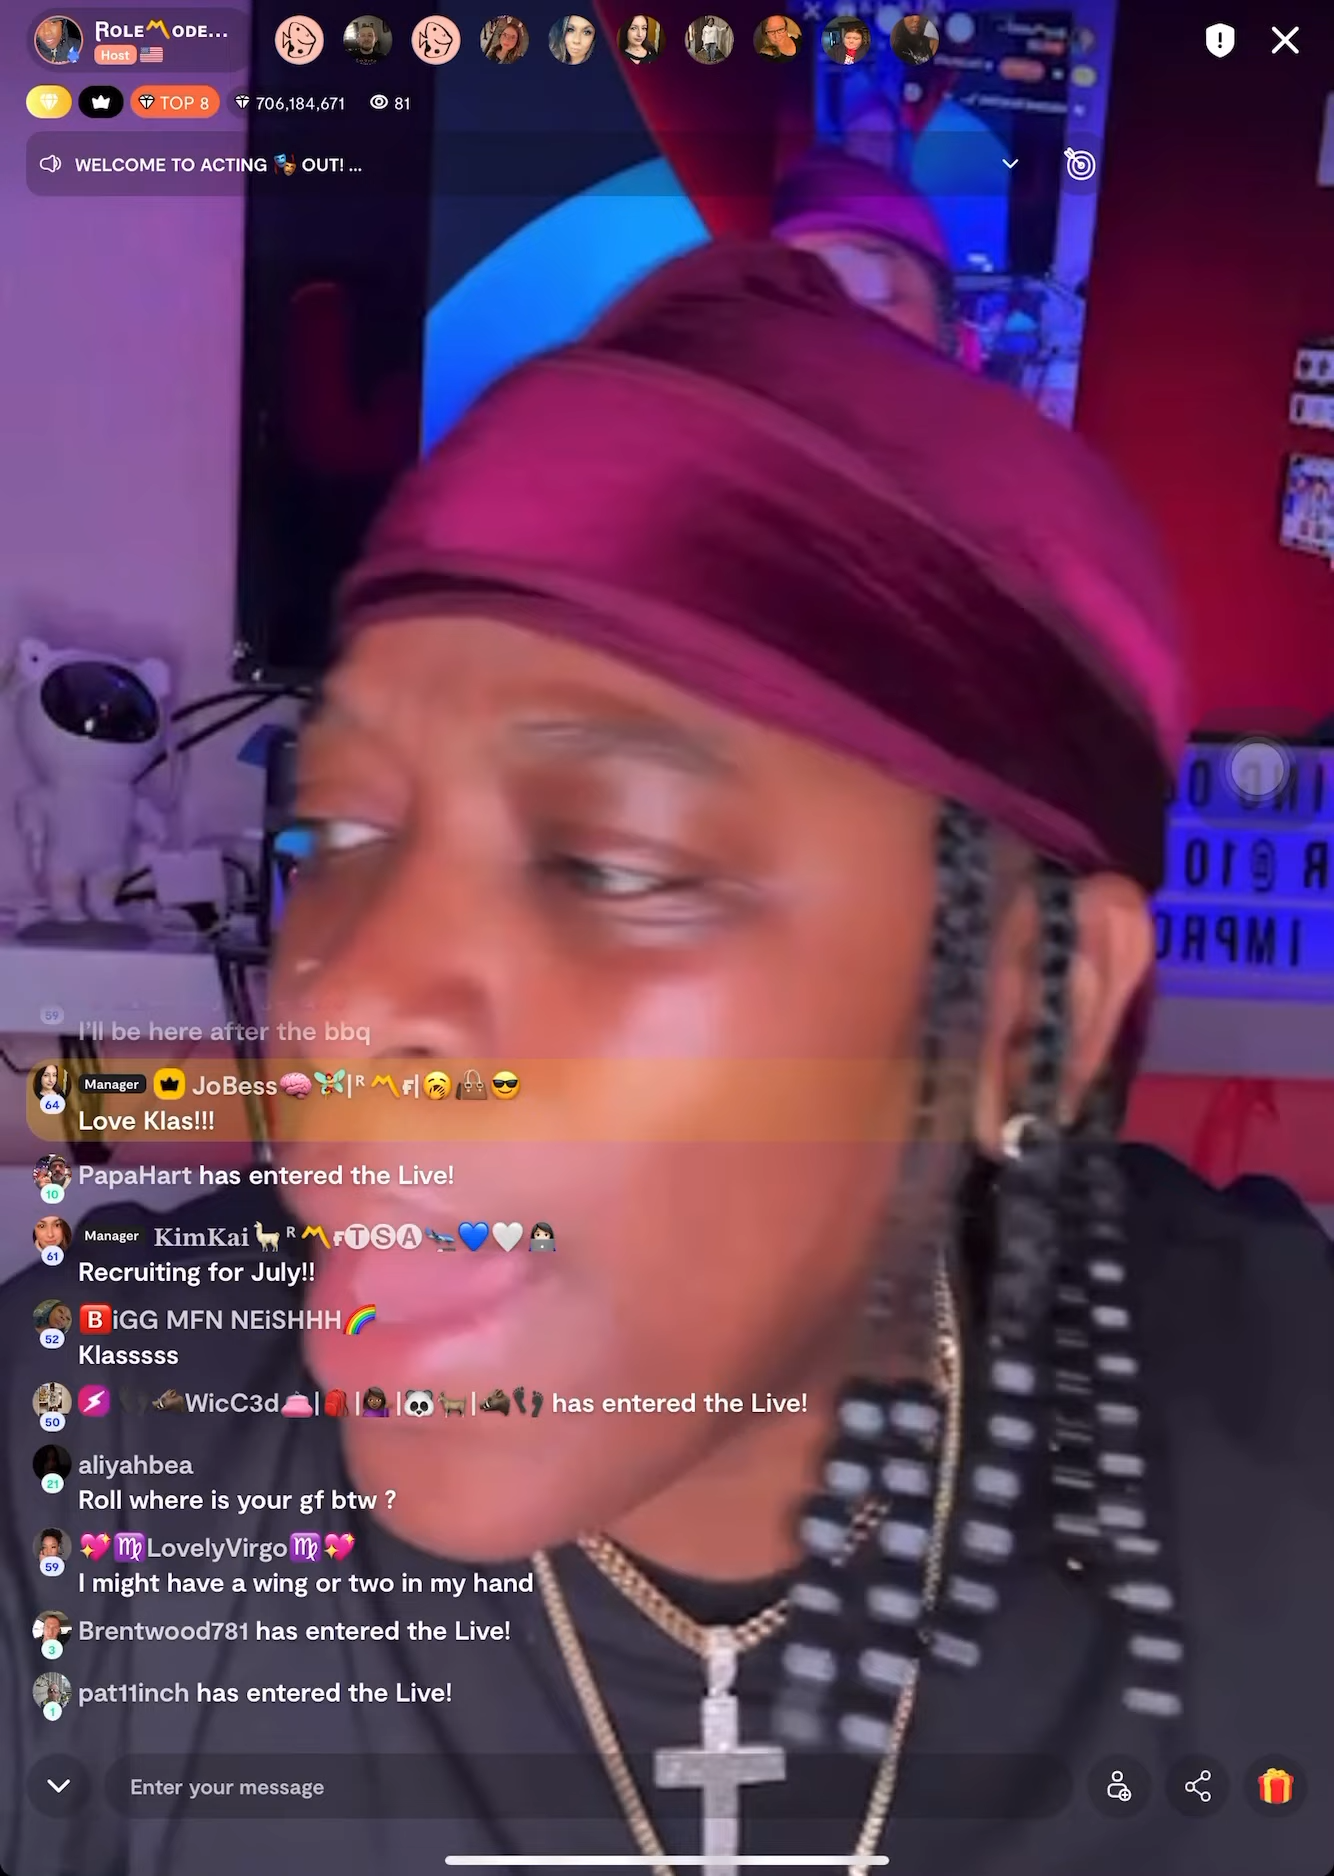 ROLE〽️ODE...
Host 🇺🇸
TOP 8 706,184,671 81
WELCOME TO ACTING 🎭 OUT! ...
59
I'll be here after the bbq
Manager JoBess🧠🧚|ᴿ 〽️ꜰ|🥱👜😎
64
Love Klas!!!
PapaHart has entered the Live!
10
Manager 𝐊𝐢𝐦𝐊𝐚𝐢🦙ᴿ〽️ꜰ🅣🅢🅐🛫💙🤍👩🏻‍💻
61
Recruiting for July!!
🅱️iGG MFN NEiSHHH🌈
52
Klasssss
👣🐗WicC3d👛|🎒|💁🏾‍♀️|🐼🐐|🐗👣 has entered the Live!
50
aliyahbea
21
Roll where is your gf btw ?
💖♍LovelyVirgo♍💖
59
I might have a wing or two in my hand
Brentwood781 has entered the Live!
3
pat11inch has entered the Live!
1
Enter your message